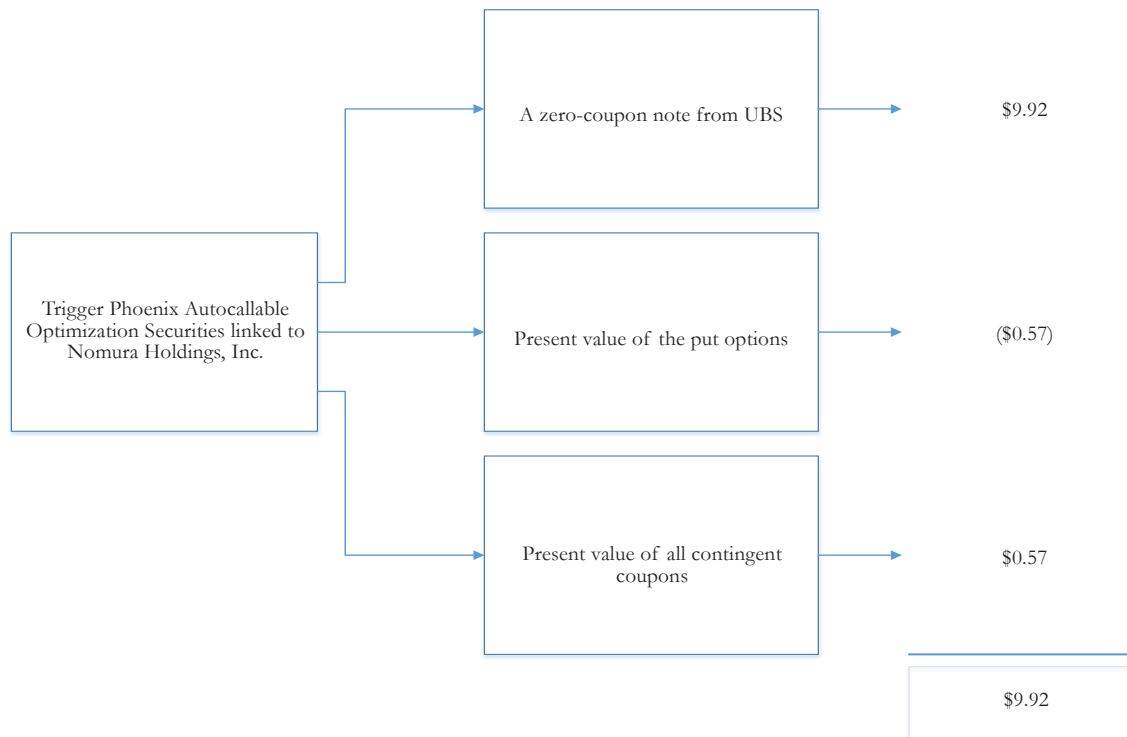 A zero-coupon note from UBS
$9.92
Trigger Phoenix Autocallable
Optimization Securities linked to
Nomura Holdings, Inc.
Present value of the put options
($0.57)
Present value of all contingent
coupons
$0.57
$9.92